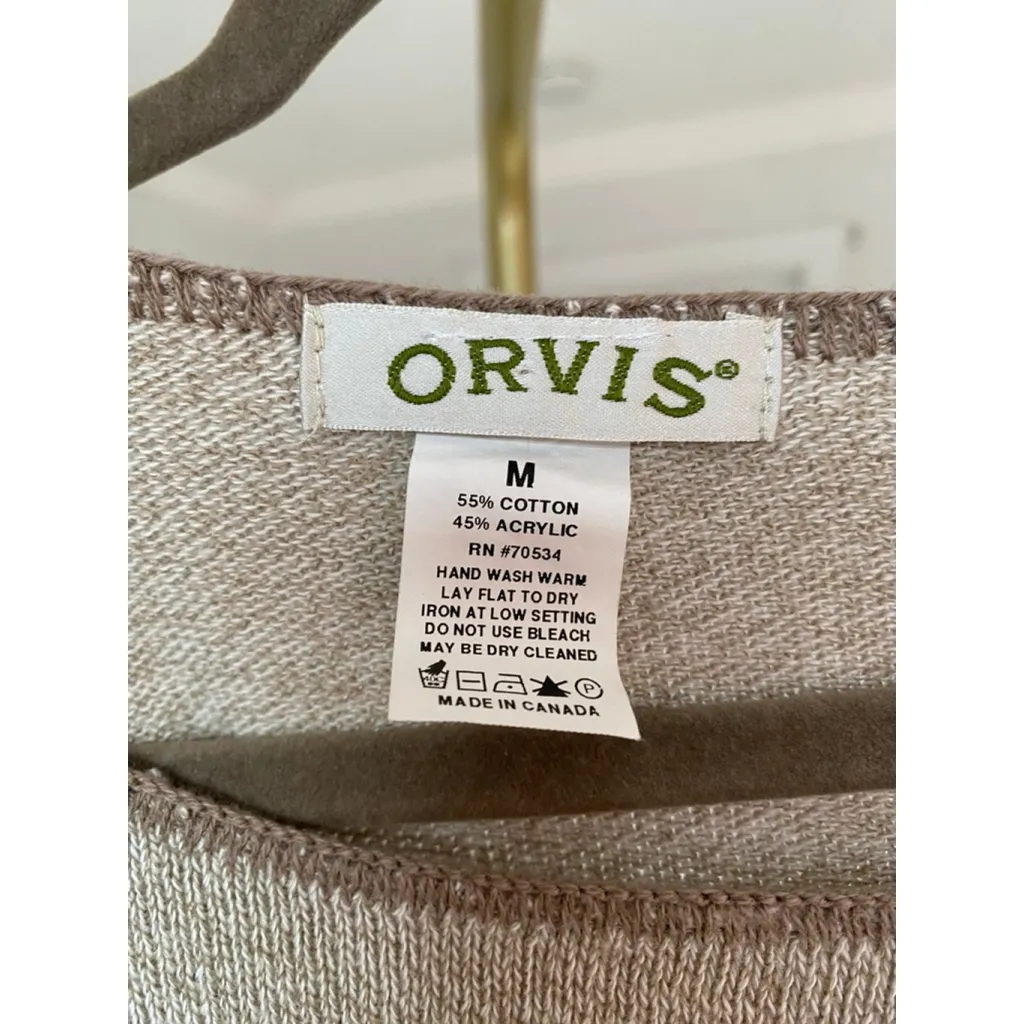 ORVIS®
M
55% COTTON
45% ACRYLIC
RN #70534
HAND WASH WARM
LAY FLAT TO DRY
IRON AT LOW SETTING
DO NOT USE BLEACH
MAY BE DRY CLEANED
P
MADE IN CANADA